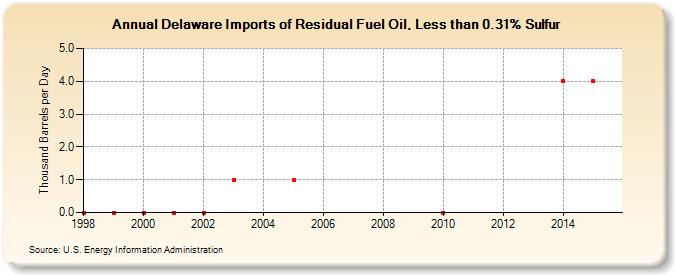 Annual Delaware Imports of Residual Fuel Oil, Less than 0.31% Sulfur
Thousand Barrels per Day
5.0
4.0
3.0
2.0
1.0
0.0
1998 2000 2002 2004 2006 2008 2010 2012 2014
Source: U.S. Energy Information Administration